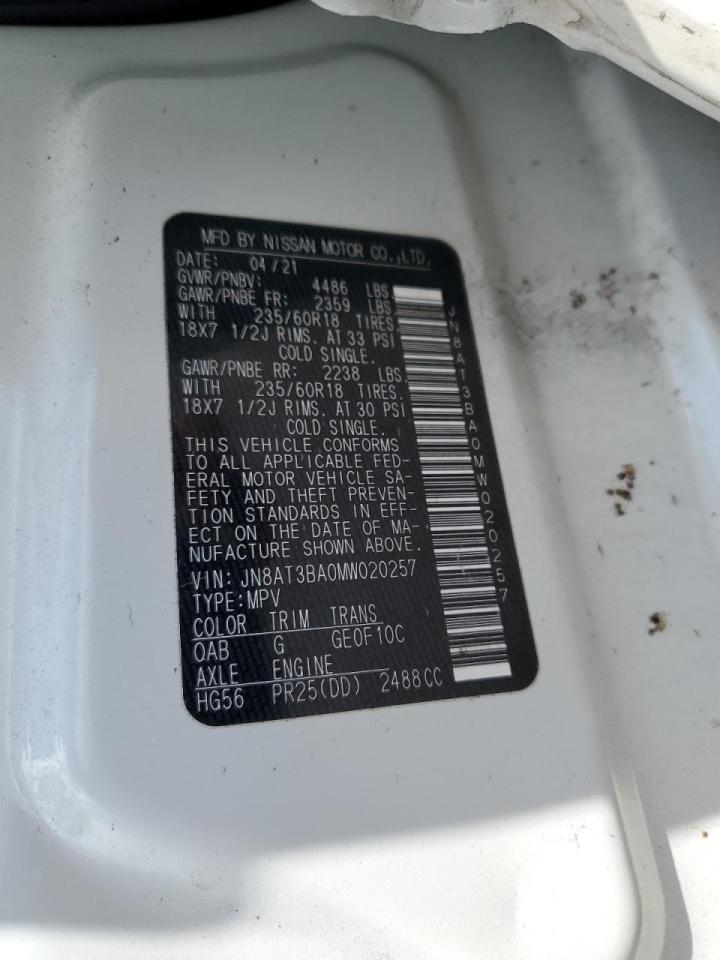 MFD BY NISSAN MOTOR CO.,LTD.
DATE: 04/21
GVWR/PNBV: 4486 LBS
GAWR/PNBE FR: 2359 LBS.
WITH 235/60R18 TIRES.
18X7 1/2J RIMS. AT 33 PSI
COLD SINGLE.
GAWR/PNBE RR: 2238 LBS.
WITH 235/60R18 TIRES.
18X7 1/2J RIMS. AT 30 PSI
COLD SINGLE.
THIS VEHICLE CONFORMS
TO ALL APPLICABLE FED-
ERAL MOTOR VEHICLE SA-
FETY AND THEFT PREVEN-
TION STANDARDS IN EFF-
ECT ON THE DATE OF MA-
NUFACTURE SHOWN ABOVE.
VIN: JN8AT3BA0MW020257
TYPE: MPV
COLOR TRIM TRANS
QAB G GE0F10C
AXLE ENGINE
HG56 PR25(DD) 2488CC
JN8AT3BA0MW020257